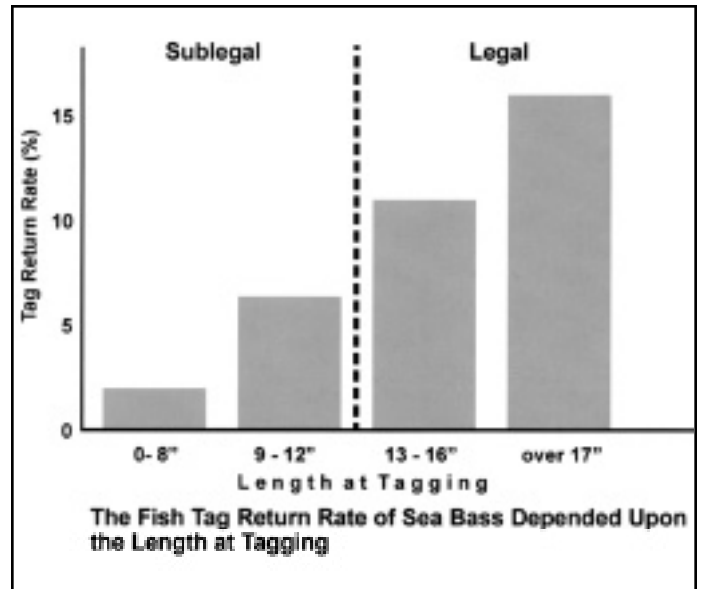 Sublegal
Legal
Tag Return Rate (%)
15
10
5
0
0- 8"
9 - 12"
13 - 16"
over 17"
Length at Tagging
The Fish Tag Return Rate of Sea Bass Depended Upon
the Length at Tagging